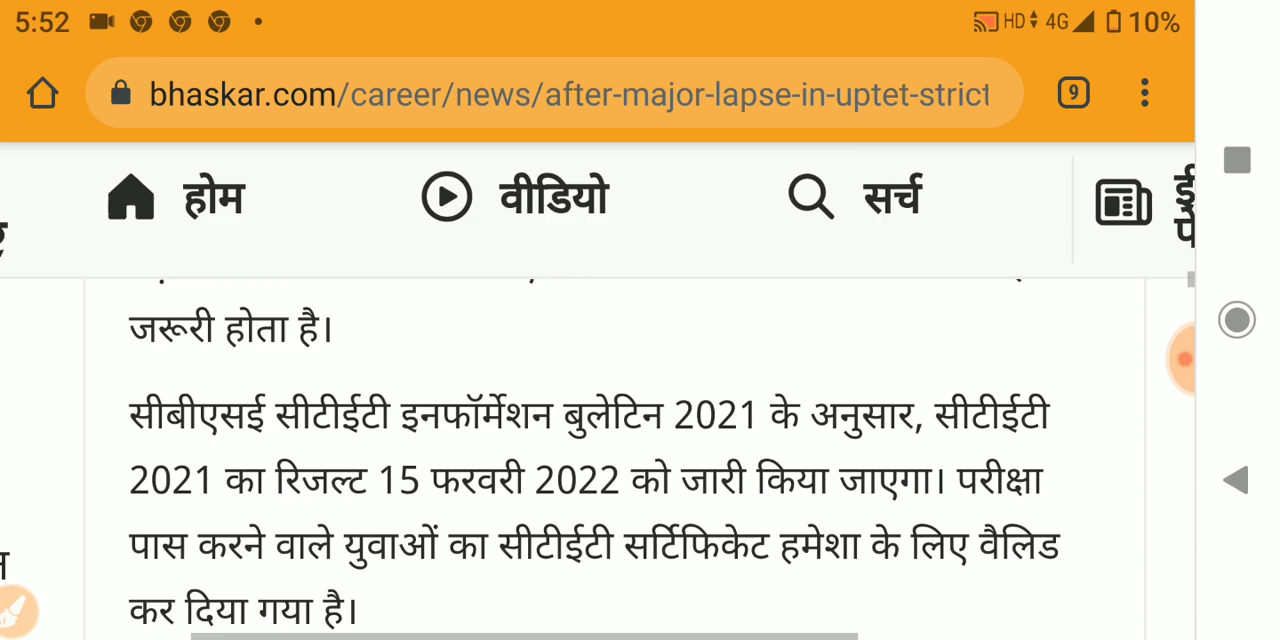 5:52 HD 4G 10%
bhaskar.com/career/news/after-major-lapse-in-uptet-strict 9
होम वीडियो सर्च ई
पे
जरूरी होता है।
सीबीएसई सीटीईटी इनफॉर्मेशन बुलेटिन 2021 के अनुसार, सीटीईटी
2021 का रिजल्ट 15 फरवरी 2022 को जारी किया जाएगा। परीक्षा
पास करने वाले युवाओं का सीटीईटी सर्टिफिकेट हमेशा के लिए वैलिड
कर दिया गया है।